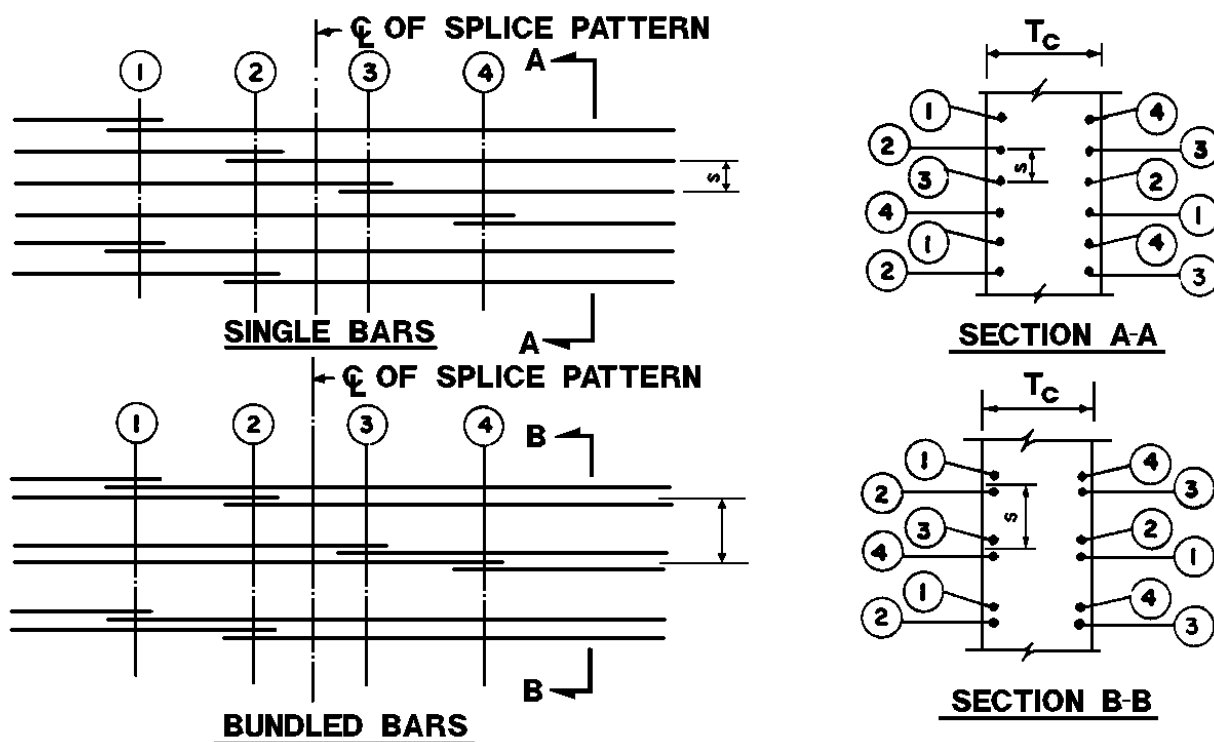 ℄ OF SPLICE PATTERN
A
1 2 3 4
s
A
SINGLE BARS
Tc
1 4
2 3
s
3 2
4 1
1 4
2 3
SECTION A-A
℄ OF SPLICE PATTERN
1 2 3 4
B
B
BUNDLED BARS
Tc
1 4
2 3
s
3 2
4 1
1 4
2 3
SECTION B-B